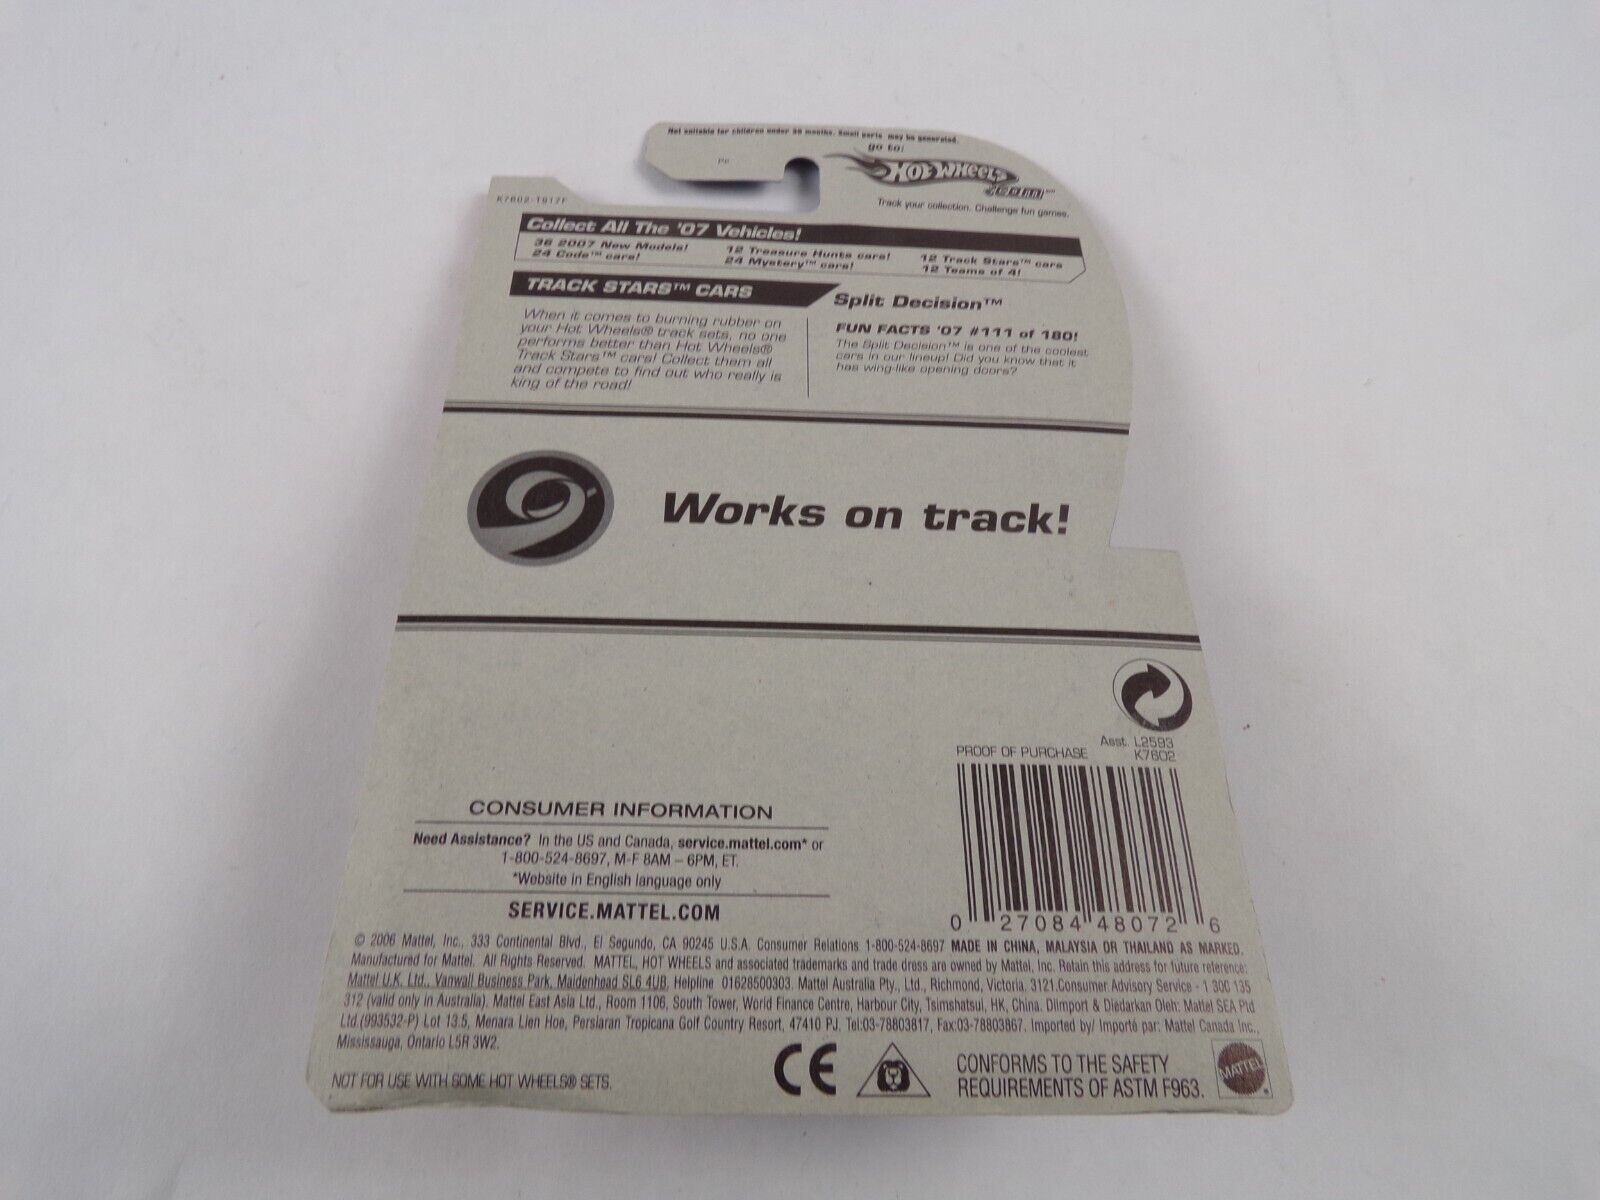 Not suitable for children under 36 months. Small parts may be generated.
go to:
HOT WHEELS
.COM™
Track your collection. Challenge fun games.
K7602-T917F
Collect All The '07 Vehicles!
36 2007 New Models!
24 Code™ cars!
12 Treasure Hunts cars!
24 Mystery™ cars!
12 Track Stars™ cars
12 Teams of 4!
TRACK STARS™ CARS
When it comes to burning rubber on
your Hot Wheels® track sets, no one
performs better than Hot Wheels®
Track Stars™ cars! Collect them all
and compete to find out who really is
king of the road!
Split Decision™
FUN FACTS '07 #111 of 180!
The Split Decision™ is one of the coolest
cars in our lineup! Did you know that it
has wing-like opening doors?
Works on track!
Asst. L2593
PROOF OF PURCHASE K7602
0 27084 48072 6
CONSUMER INFORMATION
Need Assistance? In the US and Canada, service.mattel.com* or
1-800-524-8697, M-F 8AM – 6PM, ET.
*Website in English language only
SERVICE.MATTEL.COM
© 2006 Mattel, Inc., 333 Continental Blvd., El Segundo, CA 90245 U.S.A. Consumer Relations 1-800-524-8697 MADE IN CHINA, MALAYSIA OR THAILAND AS MARKED.
Manufactured for Mattel. All Rights Reserved. MATTEL, HOT WHEELS and associated trademarks and trade dress are owned by Mattel, Inc. Retain this address for future reference:
Mattel U.K. Ltd., Vanwall Business Park, Maidenhead SL6 4UB, Helpline 01628500303. Mattel Australia Pty., Ltd., Richmond, Victoria. 3121.Consumer Advisory Service - 1 300 135
312 (valid only in Australia). Mattel East Asia Ltd., Room 1106, South Tower, World Finance Centre, Harbour City, Tsimshatsui, HK, China. Diimport & Diedarkan Oleh: Mattel SEA Ptd
Ltd.(993532-P) Lot 13.5, Menara Lien Hoe, Persiaran Tropicana Golf Country Resort, 47410 PJ. Tel:03-78803817, Fax:03-78803867. Imported by/ Importé par: Mattel Canada Inc.,
Mississauga, Ontario L5R 3W2.
NOT FOR USE WITH SOME HOT WHEELS® SETS.
CE
CONFORMS TO THE SAFETY
REQUIREMENTS OF ASTM F963.
MATTEL